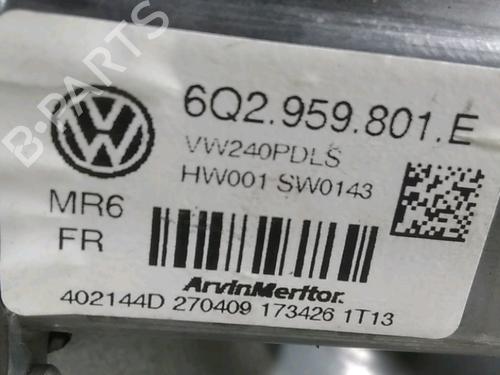 6Q2.959.801.E
VW240PDLS
HW001 SW0143
MR6
FR
ArvinMeritor.
402144D 270409 173426 1T13
B-PARTS